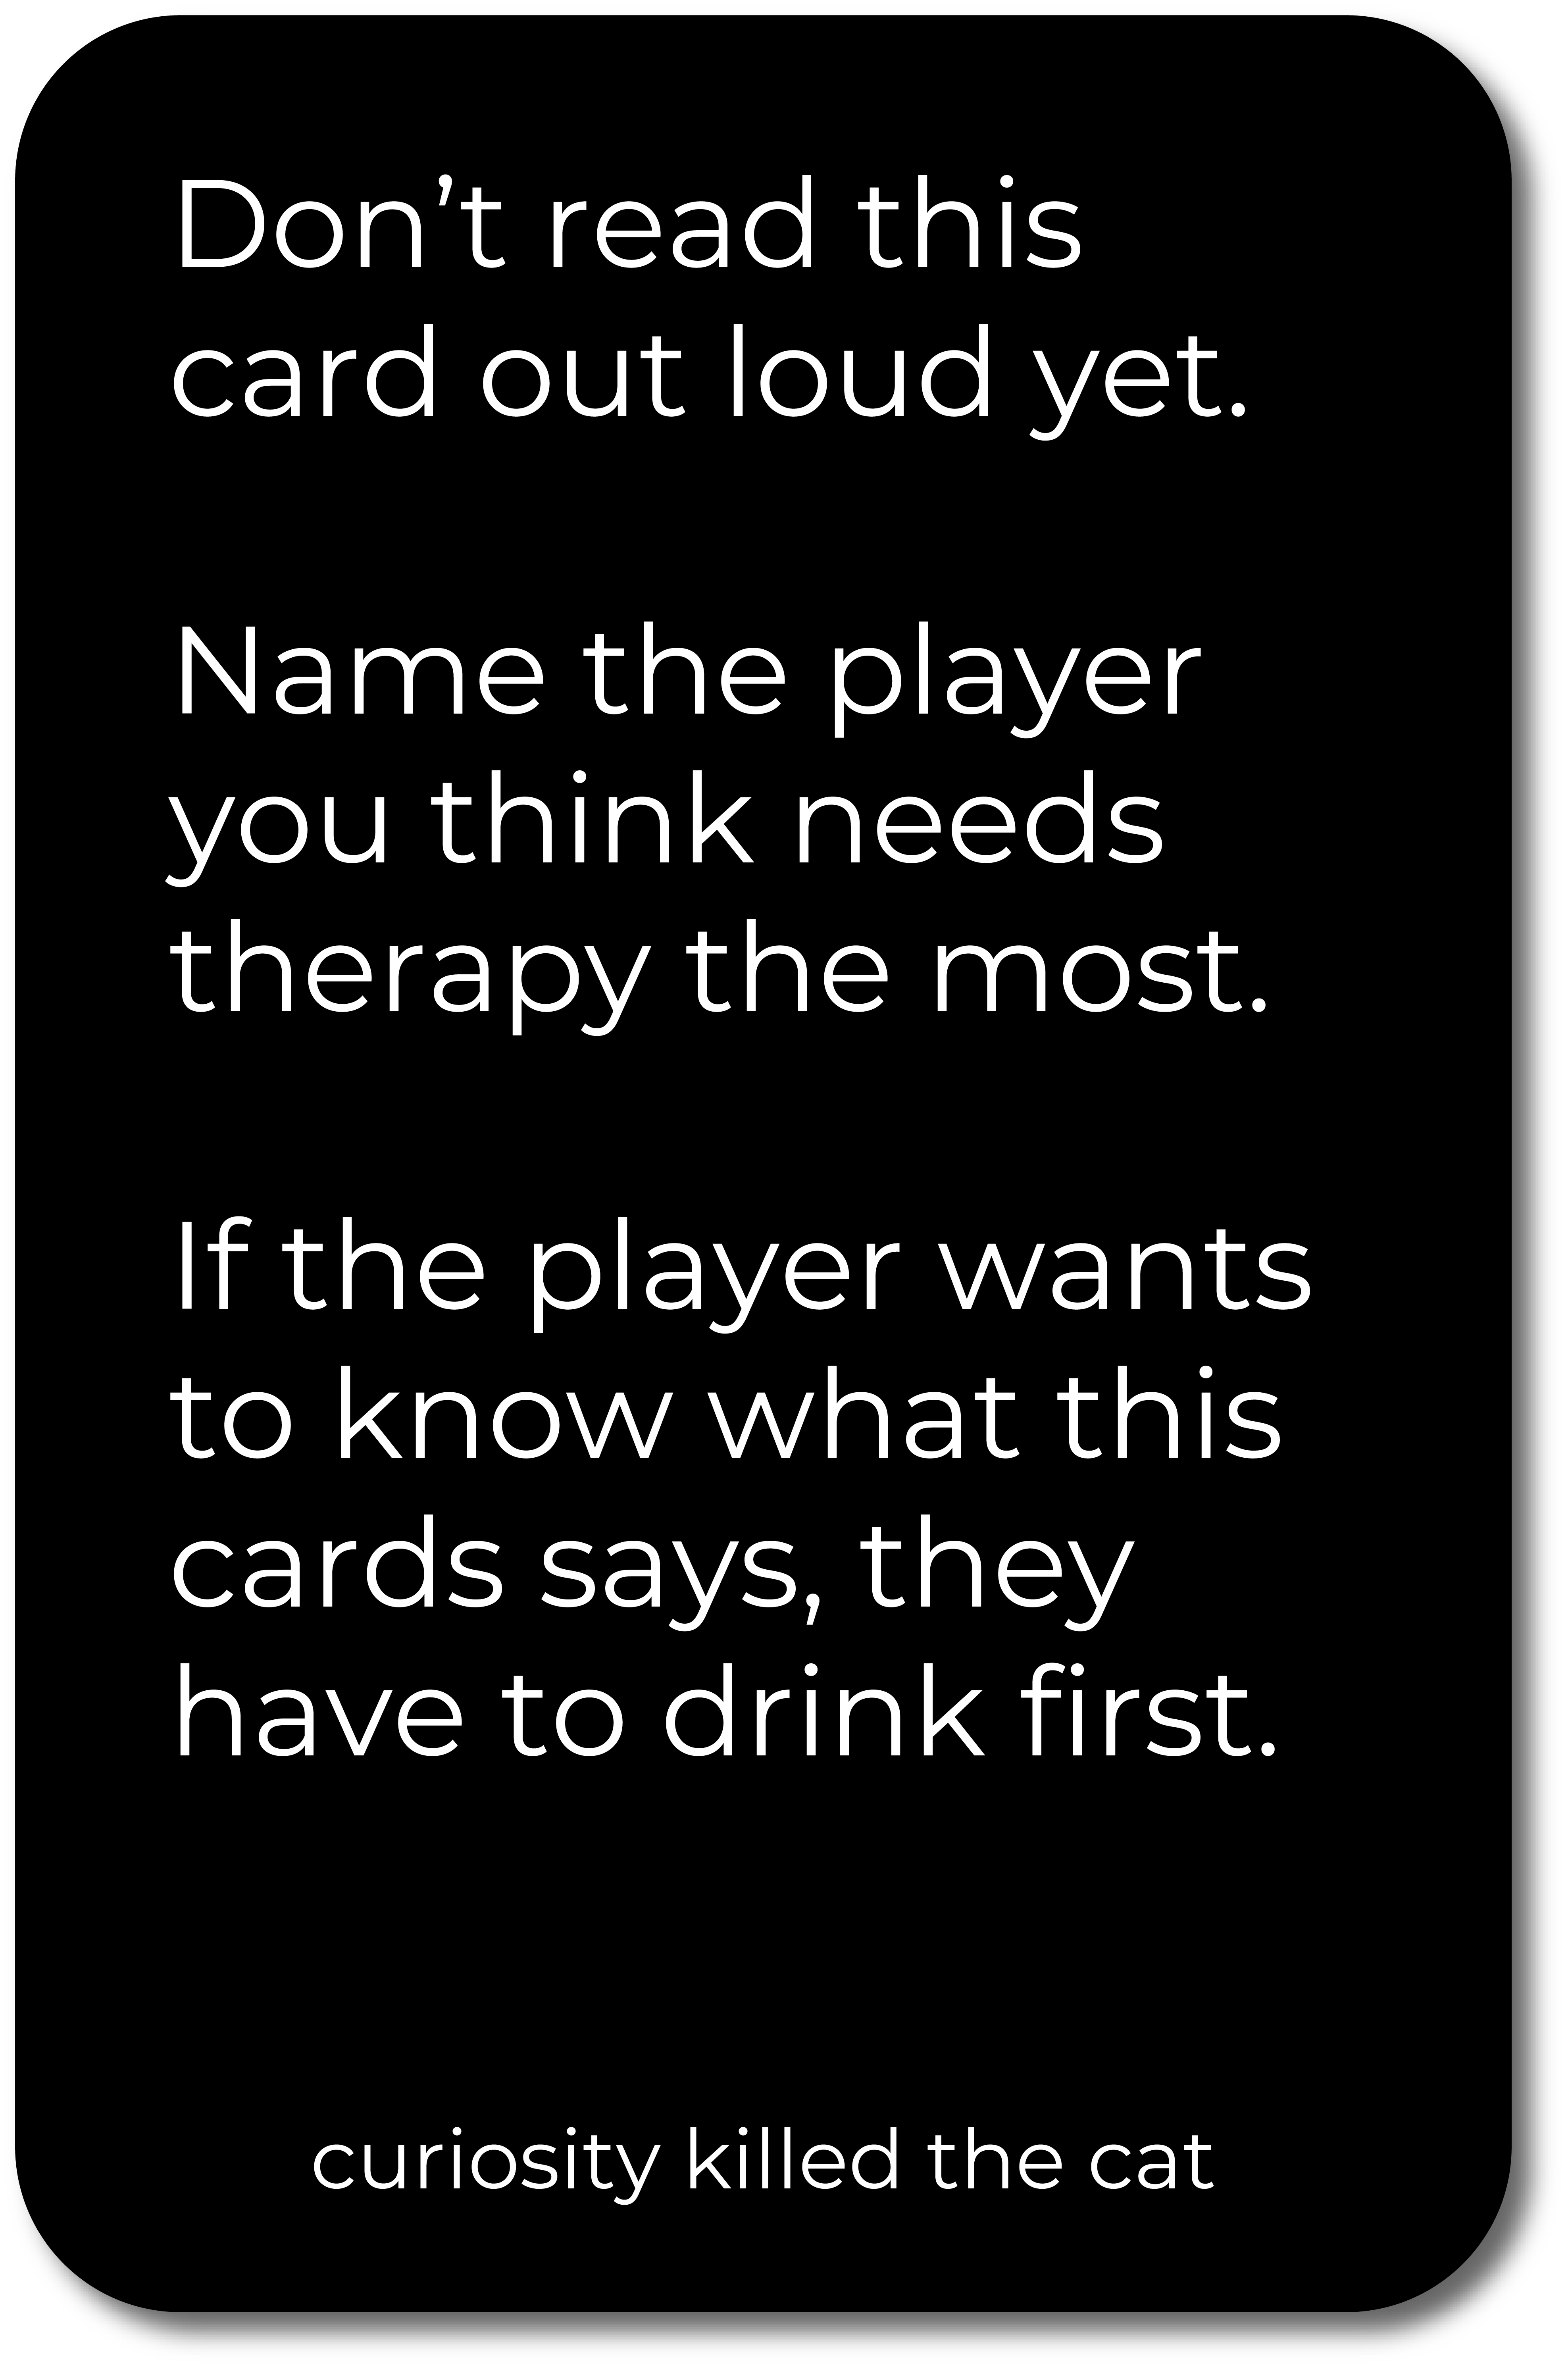 Don’t read this
card out loud yet.
Name the player
you think needs
therapy the most.
If the player wants
to know what this
cards says, they
have to drink first.
curiosity killed the cat